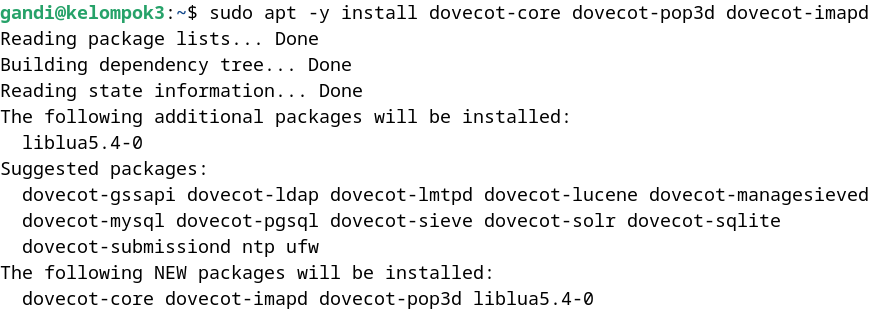 gandi@kelompok3:~$ sudo apt -y install dovecot-core dovecot-pop3d dovecot-imapd
Reading package lists... Done
Building dependency tree... Done
Reading state information... Done
The following additional packages will be installed:
  liblua5.4-0
Suggested packages:
  dovecot-gssapi dovecot-ldap dovecot-lmtpd dovecot-lucene dovecot-managesieved
  dovecot-mysql dovecot-pgsql dovecot-sieve dovecot-solr dovecot-sqlite
  dovecot-submissiond ntp ufw
The following NEW packages will be installed:
  dovecot-core dovecot-imapd dovecot-pop3d liblua5.4-0